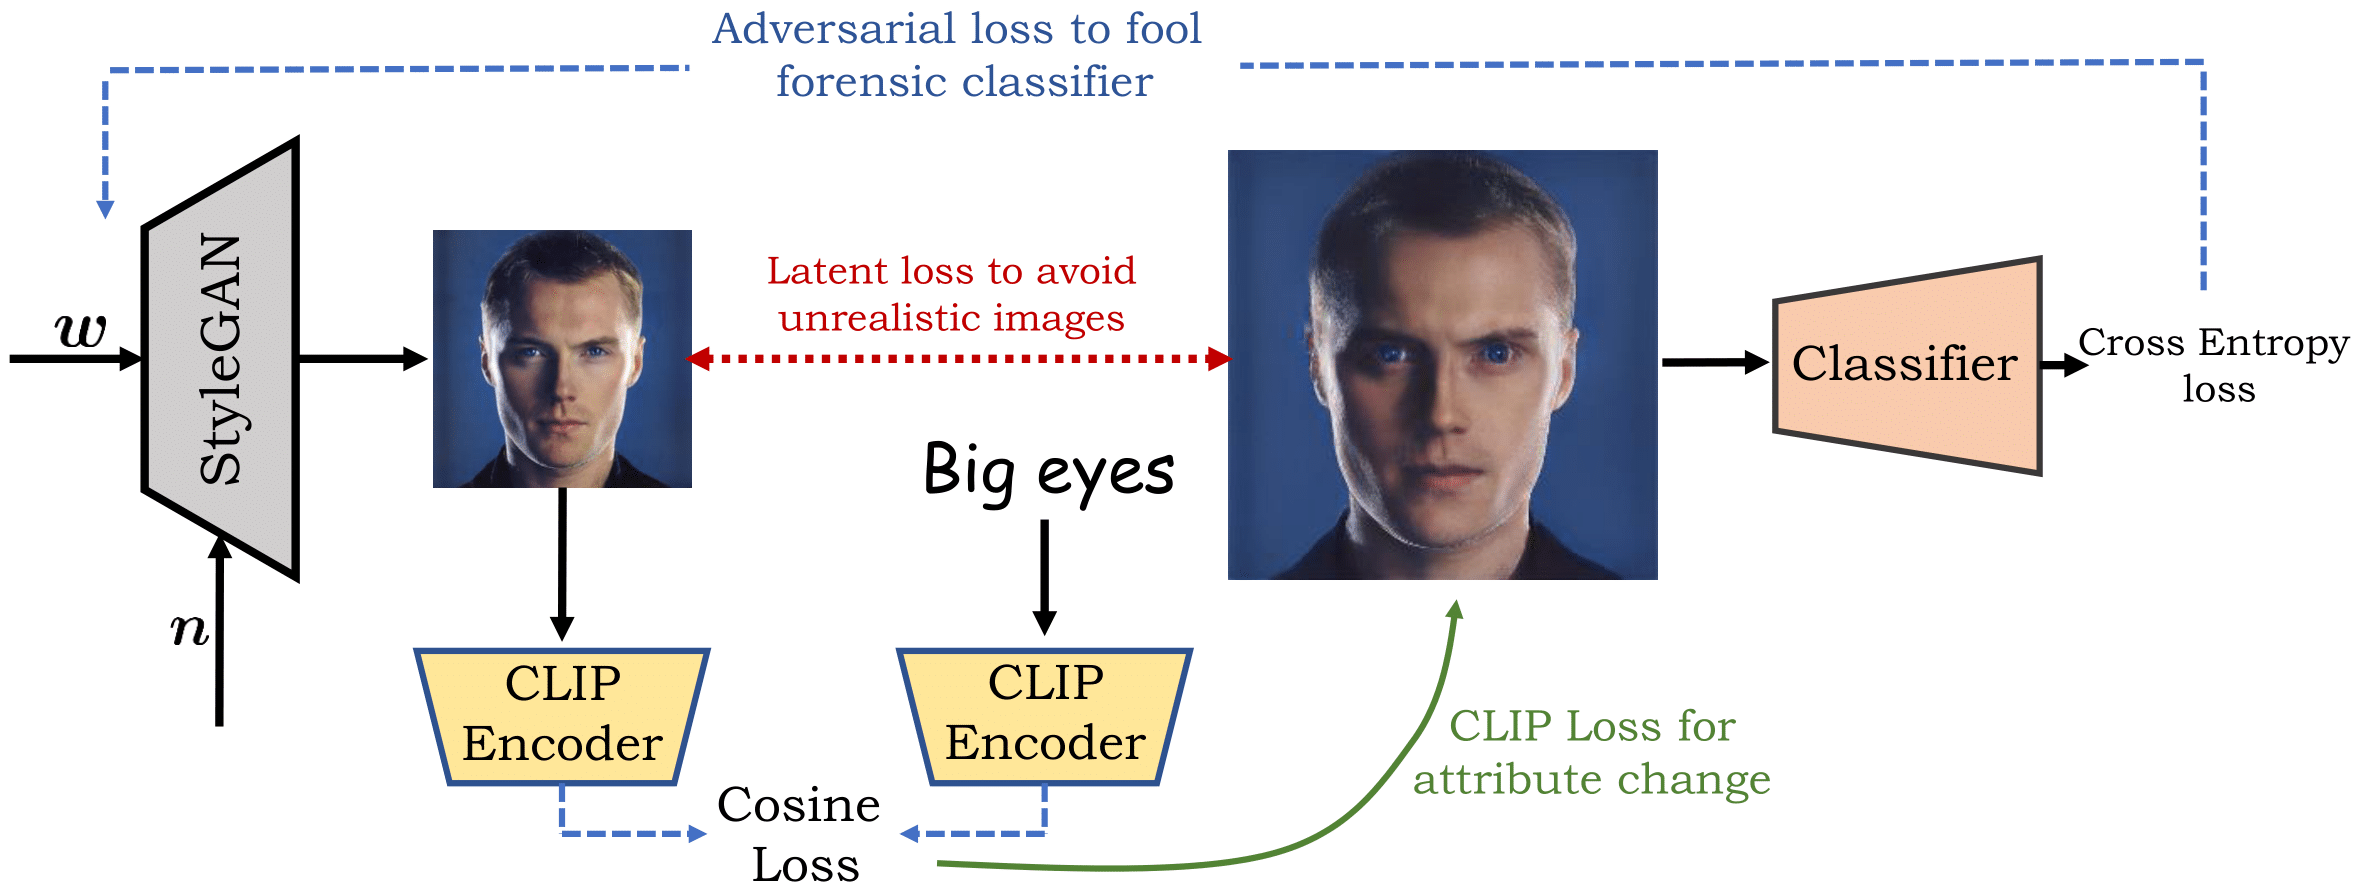 Adversarial loss to fool
forensic classifier
StyleGAN
w
n
Latent loss to avoid
unrealistic images
Big eyes
Classifier
Cross Entropy
loss
CLIP
Encoder
CLIP
Encoder
Cosine
Loss
CLIP Loss for
attribute change